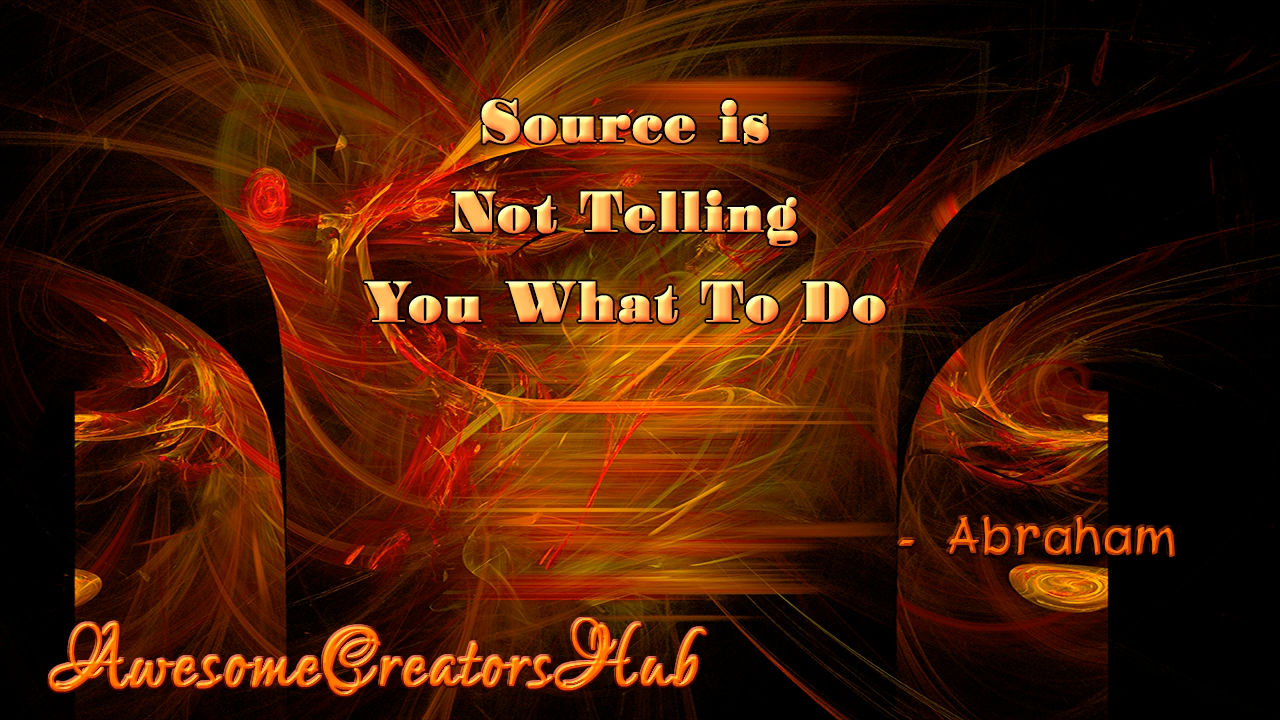 Source is
Not Telling
You What To Do
- Abraham
AwesomeCreatorsHub